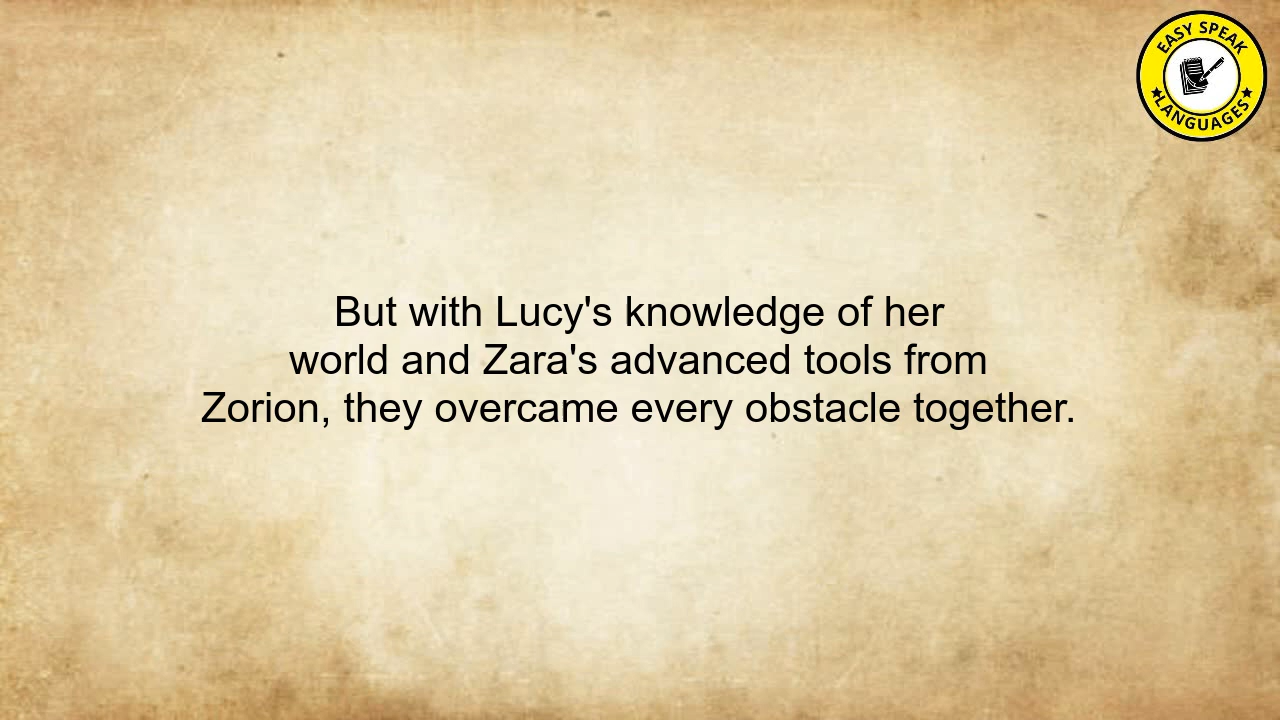 EASY SPEAK
LANGUAGES
But with Lucy's knowledge of her
world and Zara's advanced tools from
Zorion, they overcame every obstacle together.